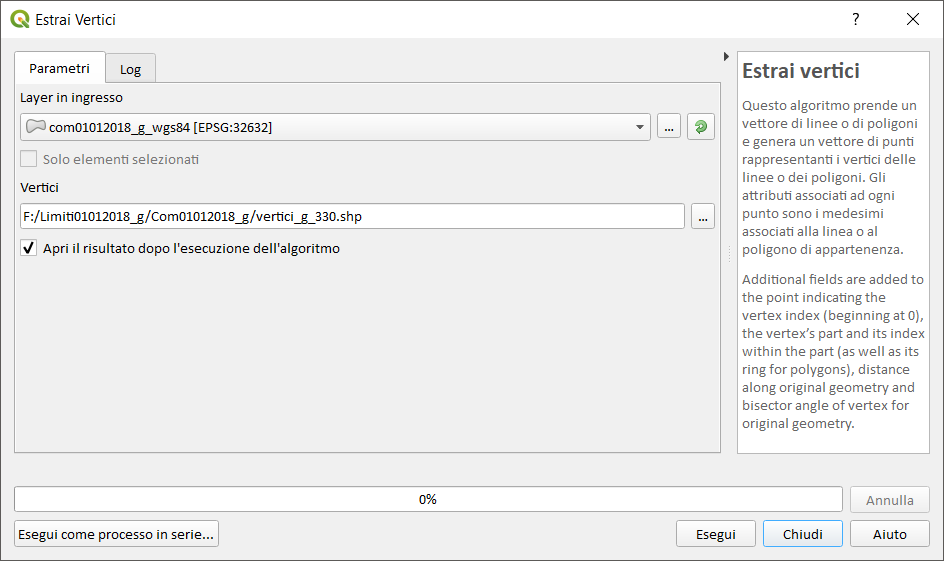 Estrai Vertici
?
Parametri
Log
Layer in ingresso
com01012018_g_wgs84 [EPSG:32632]
...
Solo elementi selezionati
Vertici
F:/Limiti01012018_g/Com01012018_g/vertici_g_330.shp
...
Apri il risultato dopo l'esecuzione dell'algoritmo
Estrai vertici
Questo algoritmo prende un
vettore di linee o di poligoni
e genera un vettore di punti
rappresentanti i vertici delle
linee o dei poligoni. Gli
attributi associati ad ogni
punto sono i medesimi
associati alla linea o al
poligono di appartenenza.
Additional fields are added to
the point indicating the
vertex index (beginning at 0),
the vertex’s part and its index
within the part (as well as its
ring for polygons), distance
along original geometry and
bisector angle of vertex for
original geometry.
0%
Annulla
Esegui come processo in serie...
Esegui
Chiudi
Aiuto